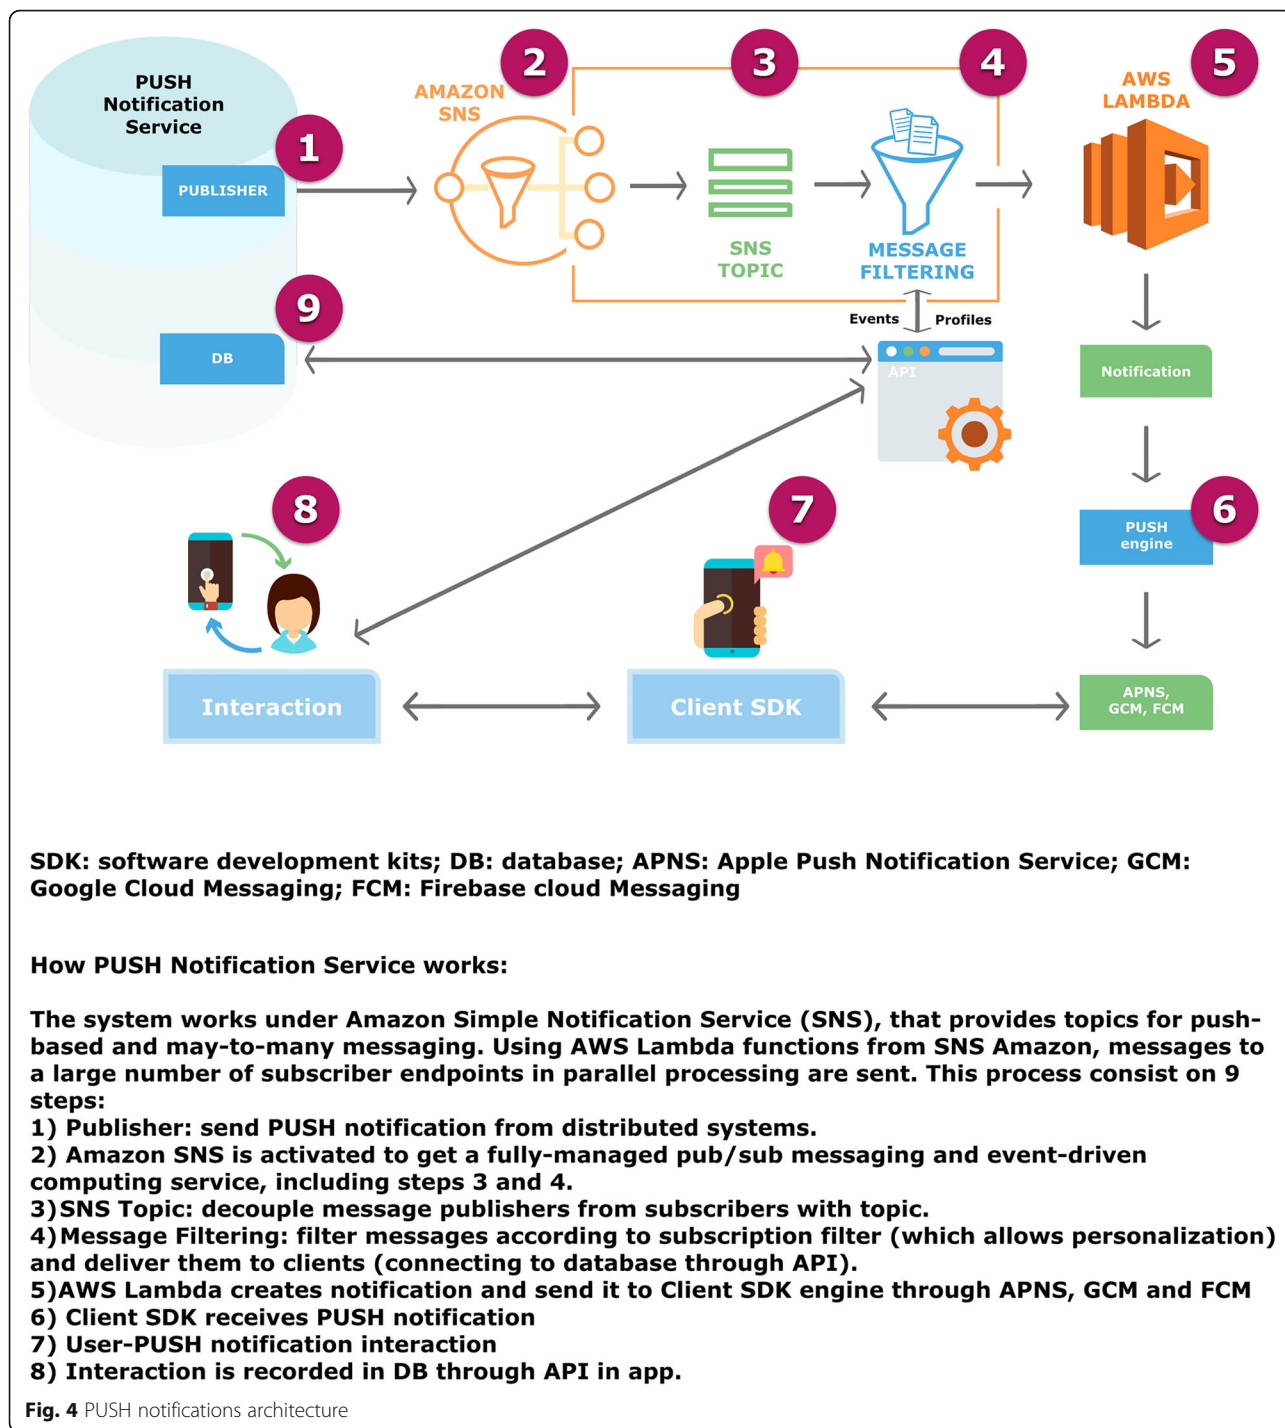 PUSH
Notification
Service
1
PUBLISHER
AMAZON
SNS
2
3
SNS
TOPIC
4
MESSAGE
FILTERING
5
AWS
LAMBDA
9
DB
Events
Profiles
API
Notification
6
PUSH
engine
8
7
Interaction
Client SDK
APNS,
GCM, FCM
SDK: software development kits; DB: database; APNS: Apple Push Notification Service; GCM:
Google Cloud Messaging; FCM: Firebase cloud Messaging
How PUSH Notification Service works:
The system works under Amazon Simple Notification Service (SNS), that provides topics for push-
based and may-to-many messaging. Using AWS Lambda functions from SNS Amazon, messages to
a large number of subscriber endpoints in parallel processing are sent. This process consist on 9
steps:
1) Publisher: send PUSH notification from distributed systems.
2) Amazon SNS is activated to get a fully-managed pub/sub messaging and event-driven
computing service, including steps 3 and 4.
3)SNS Topic: decouple message publishers from subscribers with topic.
4)Message Filtering: filter messages according to subscription filter (which allows personalization)
and deliver them to clients (connecting to database through API).
5)AWS Lambda creates notification and send it to Client SDK engine through APNS, GCM and FCM
6) Client SDK receives PUSH notification
7) User-PUSH notification interaction
8) Interaction is recorded in DB through API in app.
Fig. 4 PUSH notifications architecture